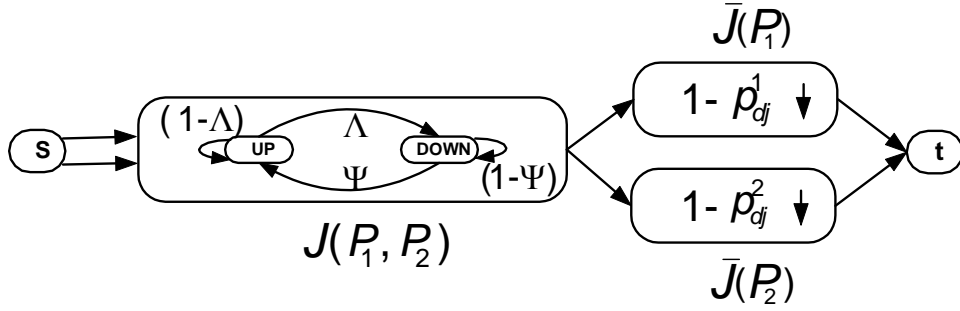 J̄(P₁)
1- p¹dj ↓
S
(1-Λ)
Λ
UP
DOWN
Ψ
(1-Ψ)
t
J(P₁, P₂)
1- p²dj ↓
J̄(P₂)